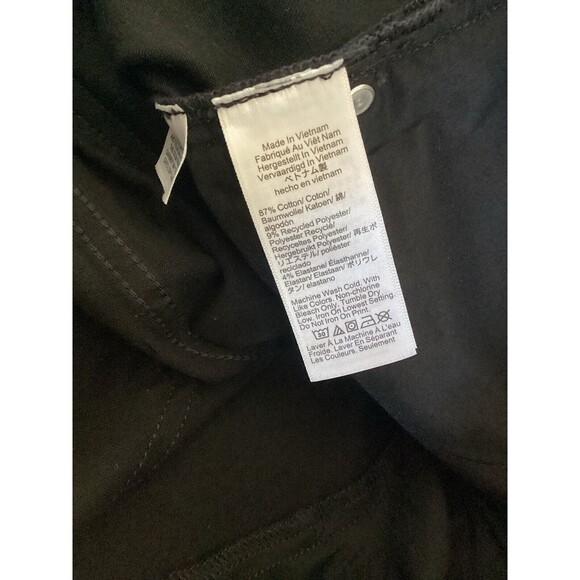 Made In Vietnam
Fabriqué Au Viêt Nam
Hergestellt In Vietnam
Vervaardigd In Vietnam
ベトナム製
hecho en vietnam
87% Cotton/ Coton/
Baumwolle/ Katoen/ 綿/
algodón
9% Recycled Polyester/
Polyester Recyclé/
Recyceltes Polyester/
Hergebruikt Polyester/ 再生ポ
リエステル/ poliéster
reciclado
4% Elastane/ Élasthanne/
Elastan/ Elastaan/ ポリウレ
タン/ elastano
Machine Wash Cold, With
Like Colors. Non-chlorine
Bleach Only. Tumble Dry
Low. Iron On Lowest Setting.
Do Not Iron On Print.
30
Laver À La Machine À L'eau
Froide. Laver En Séparant
Les Couleurs. Seulement